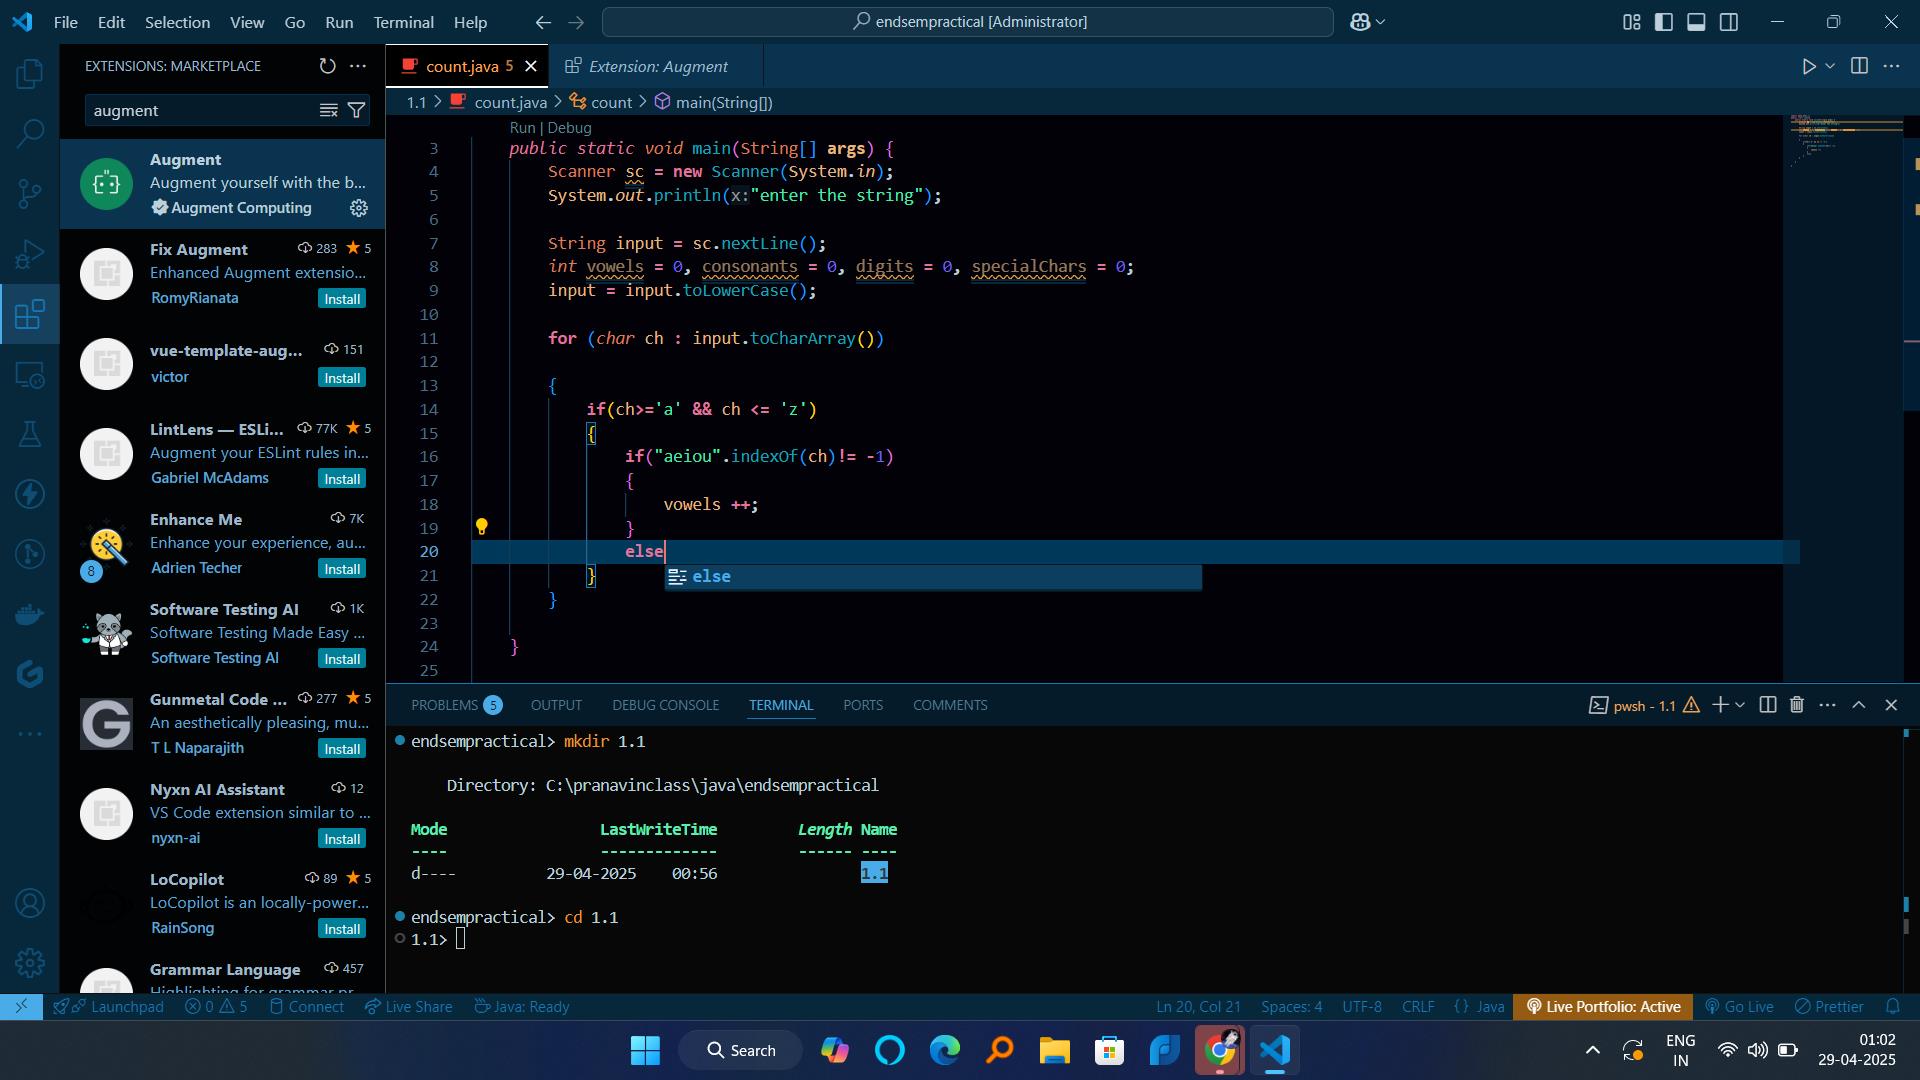 File Edit Selection View Go Run Terminal Help
endsempractical [Administrator]
EXTENSIONS: MARKETPLACE
augment
Augment
Augment yourself with the b...
Augment Computing
Fix Augment 283 5
Enhanced Augment extensio...
RomyRianata Install
vue-template-aug... 151
victor Install
LintLens — ESLi... 77K 5
Augment your ESLint rules in...
Gabriel McAdams Install
Enhance Me 7K
Enhance your experience, au...
Adrien Techer Install
8
Software Testing AI 1K
Software Testing Made Easy ...
Software Testing AI Install
Gunmetal Code ... 277 5
An aesthetically pleasing, mu...
T L Naparajith Install
Nyxn AI Assistant 12
VS Code extension similar to ...
nyxn-ai Install
LoCopilot 89 5
LoCopilot is an locally-power...
RainSong Install
Grammar Language 457
count.java 5
Extension: Augment
1.1 > count.java > count > main(String[])
Run | Debug
3 public static void main(String[] args) {
4 Scanner sc = new Scanner(System.in);
5 System.out.println(x:"enter the string");
6
7 String input = sc.nextLine();
8 int vowels = 0, consonants = 0, digits = 0, specialChars = 0;
9 input = input.toLowerCase();
10
11 for (char ch : input.toCharArray())
12
13 {
14 if(ch>='a' && ch <= 'z')
15 {
16 if("aeiou".indexOf(ch)!= -1)
17 {
18 vowels ++;
19 }
20 else
21 }
else
22 }
23
24 }
25
PROBLEMS 5 OUTPUT DEBUG CONSOLE TERMINAL PORTS COMMENTS
pwsh - 1.1
endsempractical> mkdir 1.1
Directory: C:\pranavinclass\java\endsempractical
Mode LastWriteTime Length Name
---- ------------- ------ ----
d---- 29-04-2025 00:56 1.1
endsempractical> cd 1.1
1.1>
Launchpad 0 5 Connect Live Share Java: Ready
Ln 20, Col 21 Spaces: 4 UTF-8 CRLF {} Java Live Portfolio: Active Go Live Prettier
Search
ENG
IN
01:02
29-04-2025